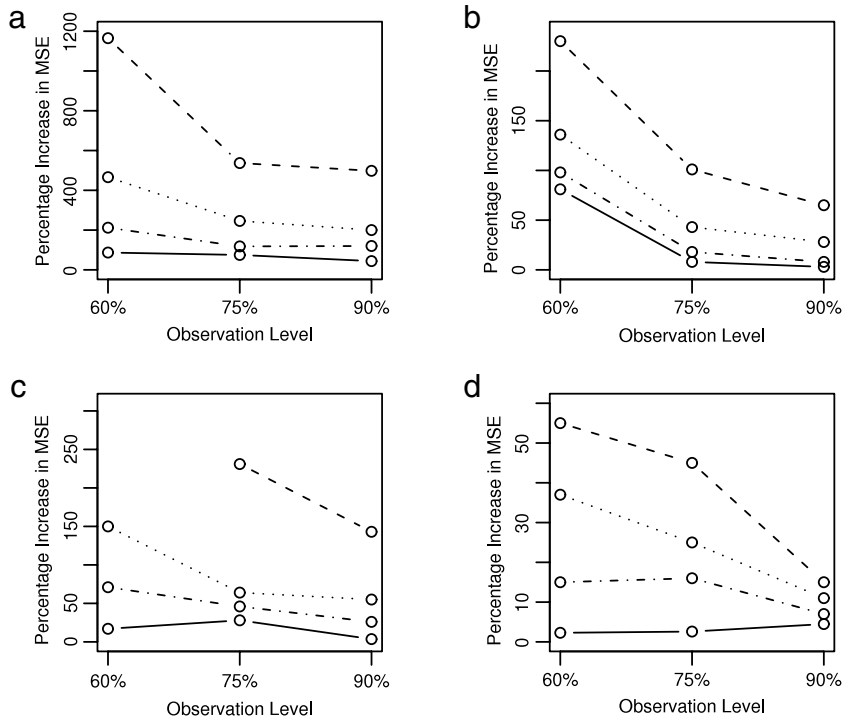 a
Percentage Increase in MSE
1200
800
400
0
60% 75% 90%
Observation Level
b
Percentage Increase in MSE
150
50
0
60% 75% 90%
Observation Level
c
Percentage Increase in MSE
250
150
50
0
60% 75% 90%
Observation Level
d
Percentage Increase in MSE
50
30
10
0
60% 75% 90%
Observation Level